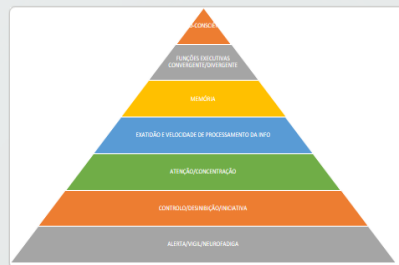 FUNÇÕES EXECUTIVAS
CONVERGENTE/DIVERGENTE
MEMÓRIA
EXATIDÃO E VELOCIDADE DE PROCESSAMENTO DA INFO
ATENÇÃO/CONCENTRAÇÃO
CONTROLO/DESINIBIÇÃO/INICIATIVA
ALERTA/VIGIL/NEUROFADIGA